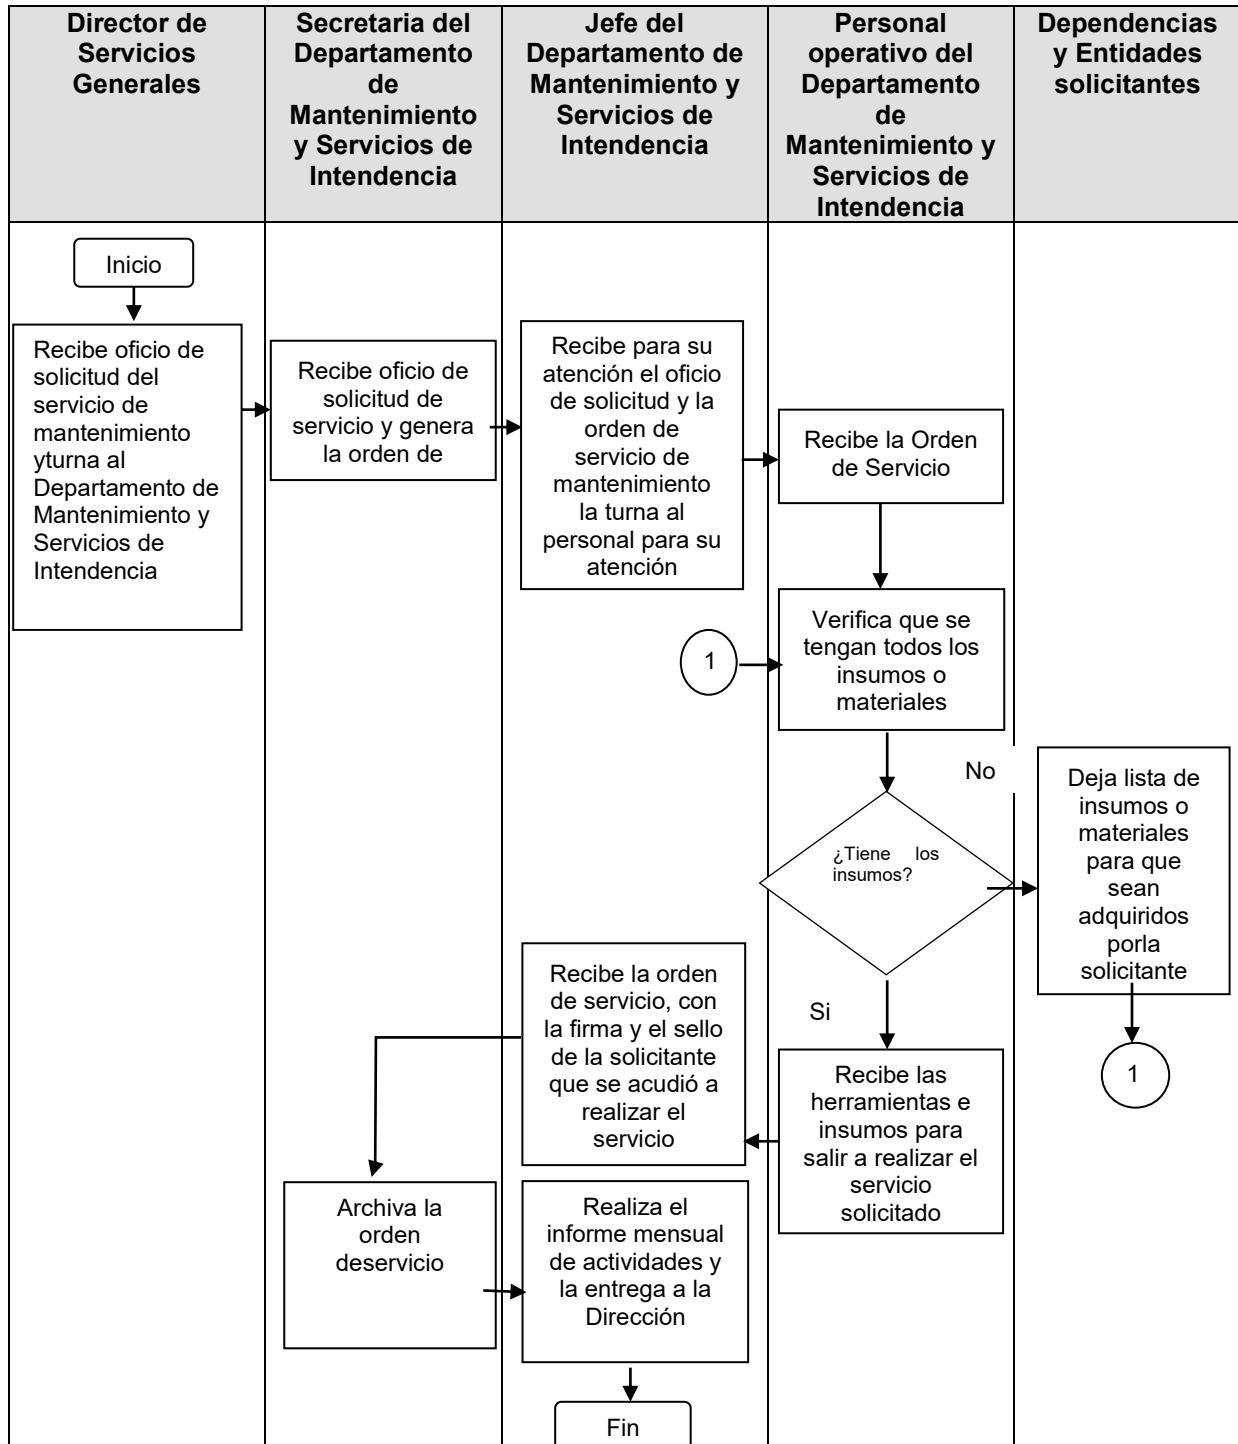 Director de
Servicios
Generales
Secretaria del
Departamento
de
Mantenimiento
y Servicios de
Intendencia
Jefe del
Departamento de
Mantenimiento y
Servicios de
Intendencia
Personal
operativo del
Departamento
de
Mantenimiento y
Servicios de
Intendencia
Dependencias
y Entidades
solicitantes
Inicio
Recibe oficio de
solicitud del
servicio de
mantenimiento
yturna al
Departamento de
Mantenimiento y
Servicios de
Intendencia
Recibe oficio de
solicitud de
servicio y genera
la orden de
Recibe para su
atención el oficio
de solicitud y la
orden de
servicio de
mantenimiento
la turna al
personal para su
atención
Recibe la Orden
de Servicio
1
Verifica que se
tengan todos los
insumos o
materiales
No
¿Tiene los
insumos?
Deja lista de
insumos o
materiales
para que
sean
adquiridos
porla
solicitante
1
Si
Recibe las
herramientas e
insumos para
salir a realizar el
servicio
solicitado
Recibe la orden
de servicio, con
la firma y el sello
de la solicitante
que se acudió a
realizar el
servicio
Archiva la
orden
deservicio
Realiza el
informe mensual
de actividades y
la entrega a la
Dirección
Fin